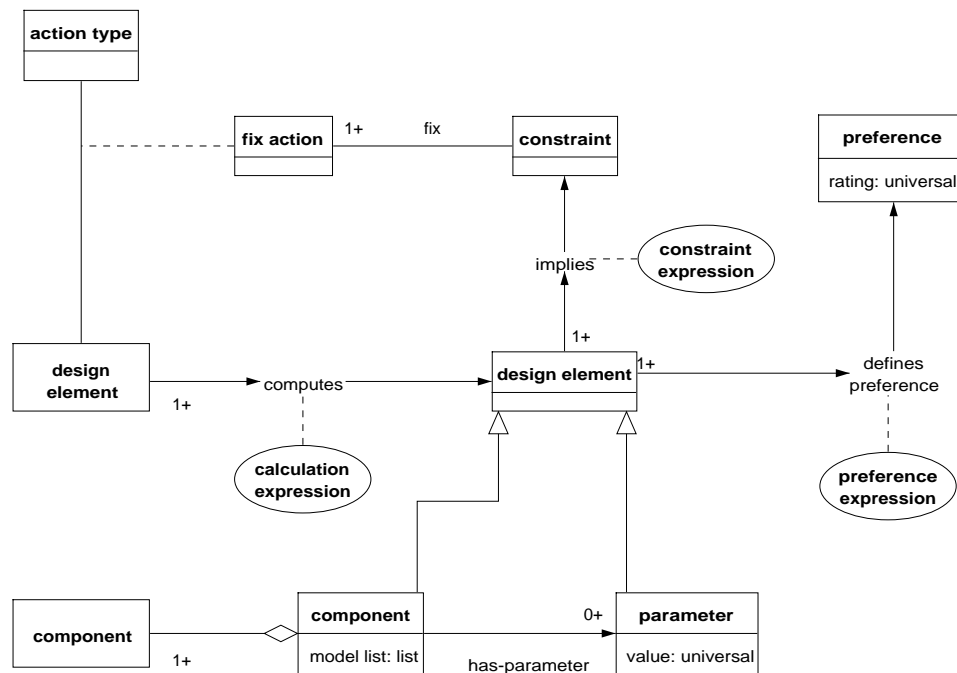 action type
fix action
1+
fix
constraint
preference
rating: universal
implies
constraint
expression
1+
design
element
1+
computes
design element
1+
defines
preference
calculation
expression
preference
expression
component
1+
component
model list: list
0+
has-parameter
parameter
value: universal